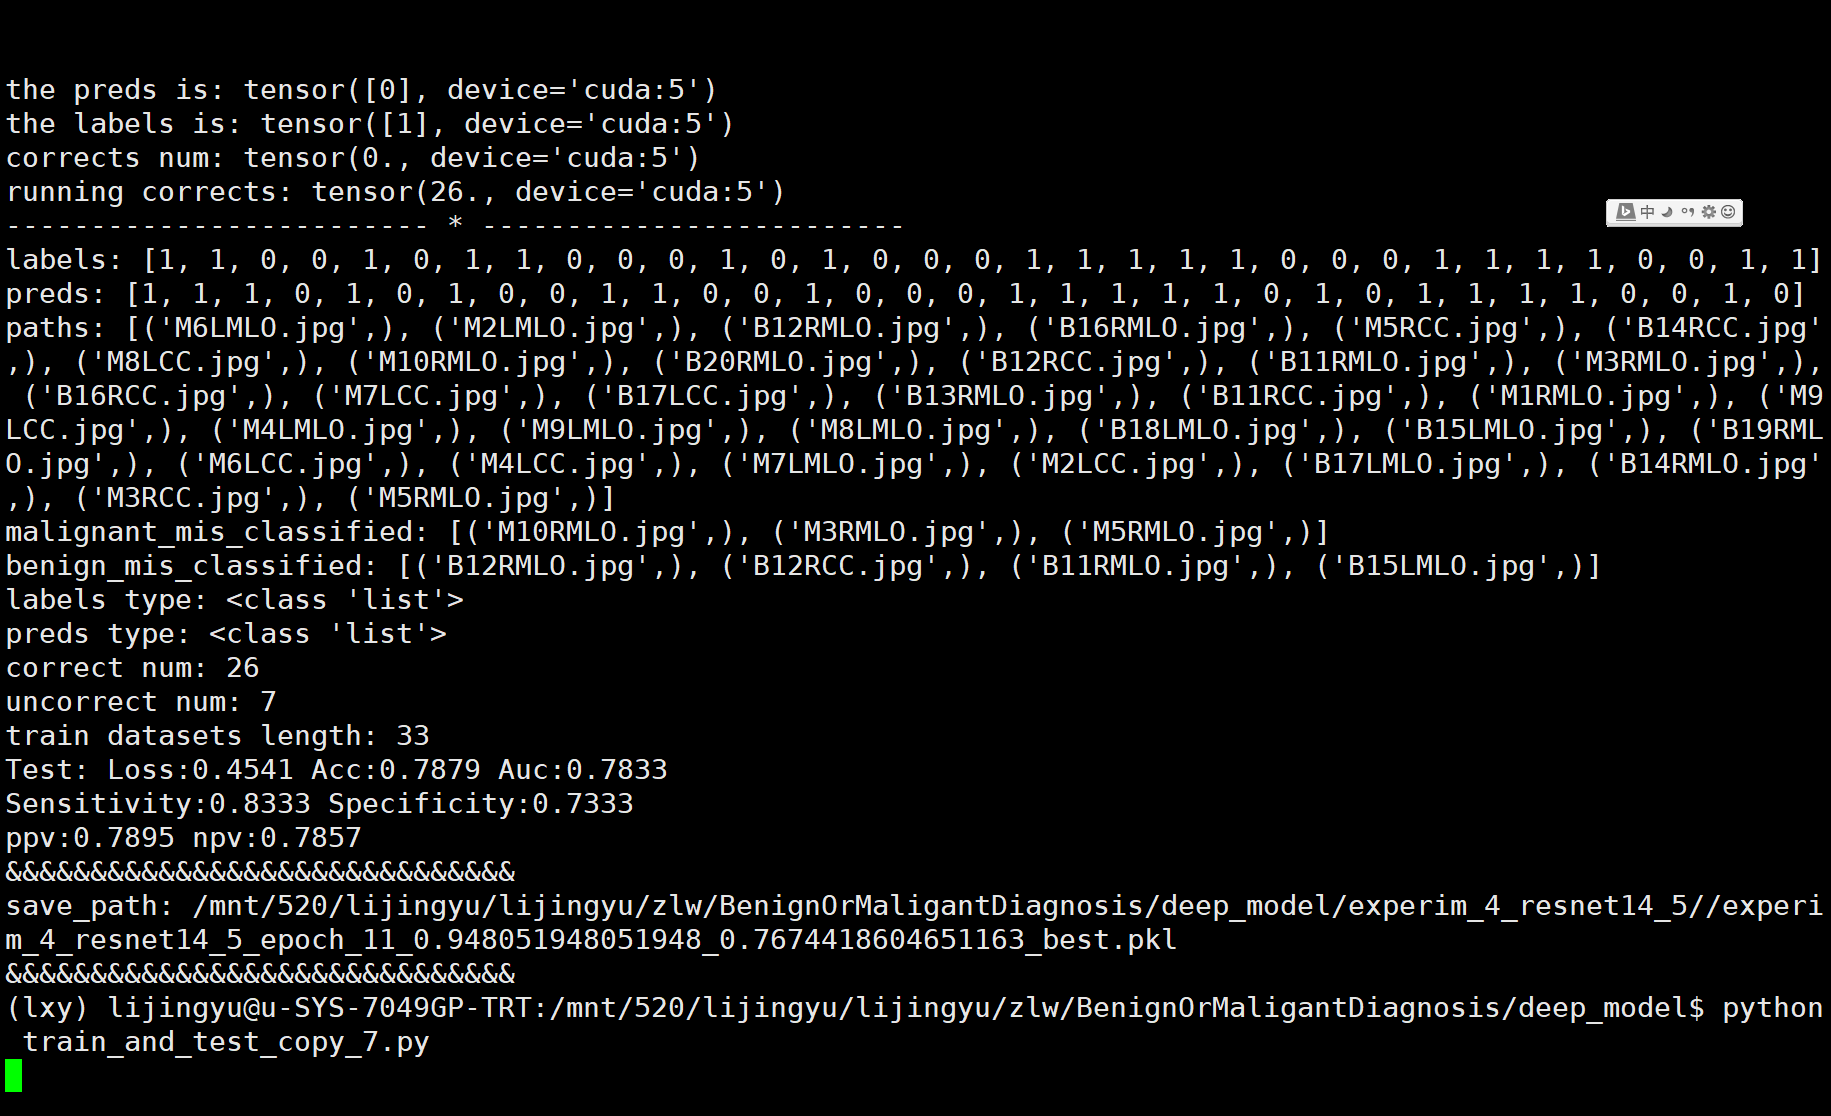 the preds is: tensor([0], device='cuda:5')
the labels is: tensor([1], device='cuda:5')
corrects num: tensor(0., device='cuda:5')
running corrects: tensor(26., device='cuda:5')
------------------------- * -------------------------
中
labels: [1, 1, 0, 0, 1, 0, 1, 1, 0, 0, 0, 1, 0, 1, 0, 0, 0, 1, 1, 1, 1, 1, 0, 0, 0, 1, 1, 1, 1, 0, 0, 1, 1]
preds: [1, 1, 1, 0, 1, 0, 1, 0, 0, 1, 1, 0, 0, 1, 0, 0, 0, 1, 1, 1, 1, 1, 0, 1, 0, 1, 1, 1, 1, 0, 0, 1, 0]
paths: [('M6LMLO.jpg',), ('M2LMLO.jpg',), ('B12RMLO.jpg',), ('B16RMLO.jpg',), ('M5RCC.jpg',), ('B14RCC.jpg'
,), ('M8LCC.jpg',), ('M10RMLO.jpg',), ('B20RMLO.jpg',), ('B12RCC.jpg',), ('B11RMLO.jpg',), ('M3RMLO.jpg',),
 ('B16RCC.jpg',), ('M7LCC.jpg',), ('B17LCC.jpg',), ('B13RMLO.jpg',), ('B11RCC.jpg',), ('M1RMLO.jpg',), ('M9
LCC.jpg',), ('M4LMLO.jpg',), ('M9LMLO.jpg',), ('M8LMLO.jpg',), ('B18LMLO.jpg',), ('B15LMLO.jpg',), ('B19RML
O.jpg',), ('M6LCC.jpg',), ('M4LCC.jpg',), ('M7LMLO.jpg',), ('M2LCC.jpg',), ('B17LMLO.jpg',), ('B14RMLO.jpg'
,), ('M3RCC.jpg',), ('M5RMLO.jpg',)]
malignant_mis_classified: [('M10RMLO.jpg',), ('M3RMLO.jpg',), ('M5RMLO.jpg',)]
benign_mis_classified: [('B12RMLO.jpg',), ('B12RCC.jpg',), ('B11RMLO.jpg',), ('B15LMLO.jpg',)]
labels type: <class 'list'>
preds type: <class 'list'>
correct num: 26
uncorrect num: 7
train datasets length: 33
Test: Loss:0.4541 Acc:0.7879 Auc:0.7833
Sensitivity:0.8333 Specificity:0.7333
ppv:0.7895 npv:0.7857
&&&&&&&&&&&&&&&&&&&&&&&&&&&&&&
save_path: /mnt/520/lijingyu/lijingyu/zlw/BenignOrMaligantDiagnosis/deep_model/experim_4_resnet14_5//experi
m_4_resnet14_5_epoch_11_0.948051948051948_0.7674418604651163_best.pkl
&&&&&&&&&&&&&&&&&&&&&&&&&&&&&&
(lxy) lijingyu@u-SYS-7049GP-TRT:/mnt/520/lijingyu/lijingyu/zlw/BenignOrMaligantDiagnosis/deep_model$ python
 train_and_test_copy_7.py